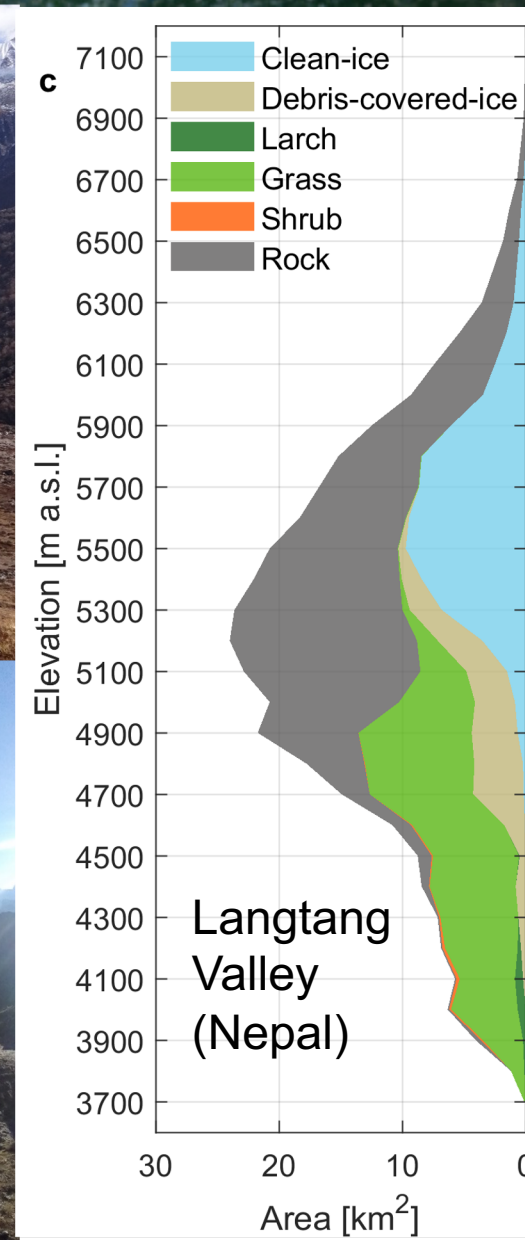 c
Clean-ice
Debris-covered-ice
Larch
Grass
Shrub
Rock
7100
6900
6700
6500
6300
6100
5900
5700
5500
5300
5100
4900
4700
4500
4300
4100
3900
3700
Elevation [m a.s.l.]
Langtang
Valley
(Nepal)
30 20 10 0
Area [km²]